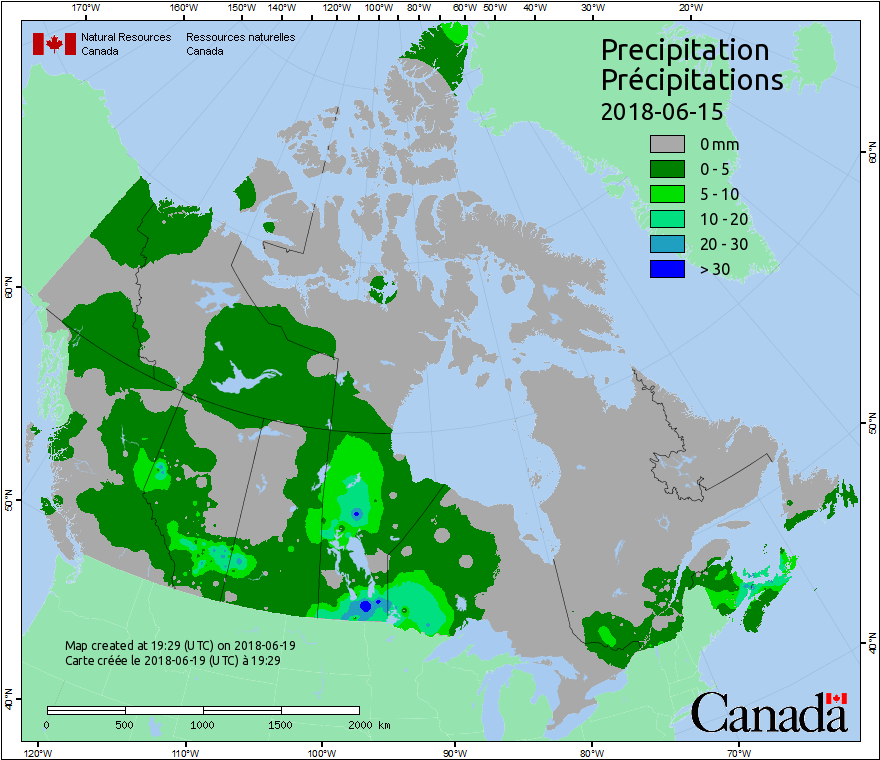 170°W 160°W 150°W 140°W 130°W 120°W 110°W 100°W 90°W 80°W 70°W 60°W 50°W 40°W 30°W 20°W
Natural Resources Ressources naturelles
Canada Canada
Precipitation
Précipitations
2018-06-15
0 mm
0 - 5
5 - 10
10 - 20
20 - 30
> 30
60°N
60°N
50°N
50°N
40°N
40°N
Map created at 19:29 (UTC) on 2018-06-19
Carte créée le 2018-06-19 (UTC) à 19:29
0 500 1000 1500 2000 km
Canada
120°W 110°W 100°W 90°W 80°W 70°W